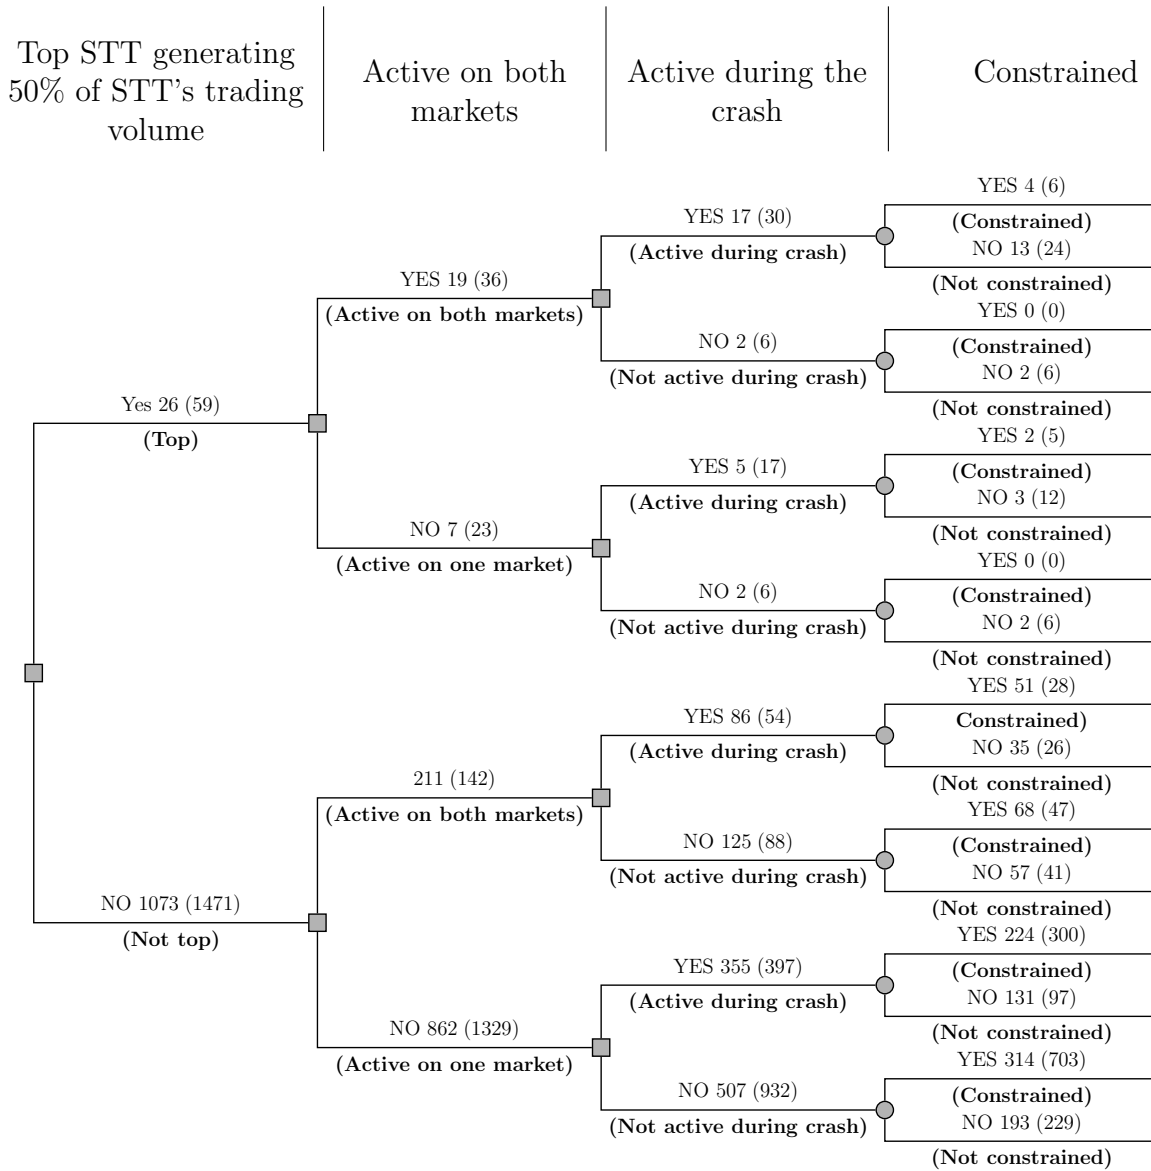 Top STT generating
50% of STT's trading
volume
Active on both
markets
Active during the
crash
Constrained
YES 4 (6)
(Constrained)
YES 17 (30)
(Active during crash)
NO 13 (24)
(Not constrained)
YES 19 (36)
(Active on both markets)
YES 0 (0)
(Constrained)
NO 2 (6)
(Not active during crash)
NO 2 (6)
(Not constrained)
Yes 26 (59)
(Top)
YES 2 (5)
(Constrained)
YES 5 (17)
(Active during crash)
NO 3 (12)
(Not constrained)
NO 7 (23)
(Active on one market)
YES 0 (0)
(Constrained)
NO 2 (6)
(Not active during crash)
NO 2 (6)
(Not constrained)
YES 51 (28)
Constrained)
YES 86 (54)
(Active during crash)
NO 35 (26)
(Not constrained)
211 (142)
(Active on both markets)
YES 68 (47)
(Constrained)
NO 125 (88)
(Not active during crash)
NO 57 (41)
(Not constrained)
NO 1073 (1471)
(Not top)
YES 224 (300)
(Constrained)
YES 355 (397)
(Active during crash)
NO 131 (97)
(Not constrained)
NO 862 (1329)
(Active on one market)
YES 314 (703)
(Constrained)
NO 507 (932)
(Not active during crash)
NO 193 (229)
(Not constrained)